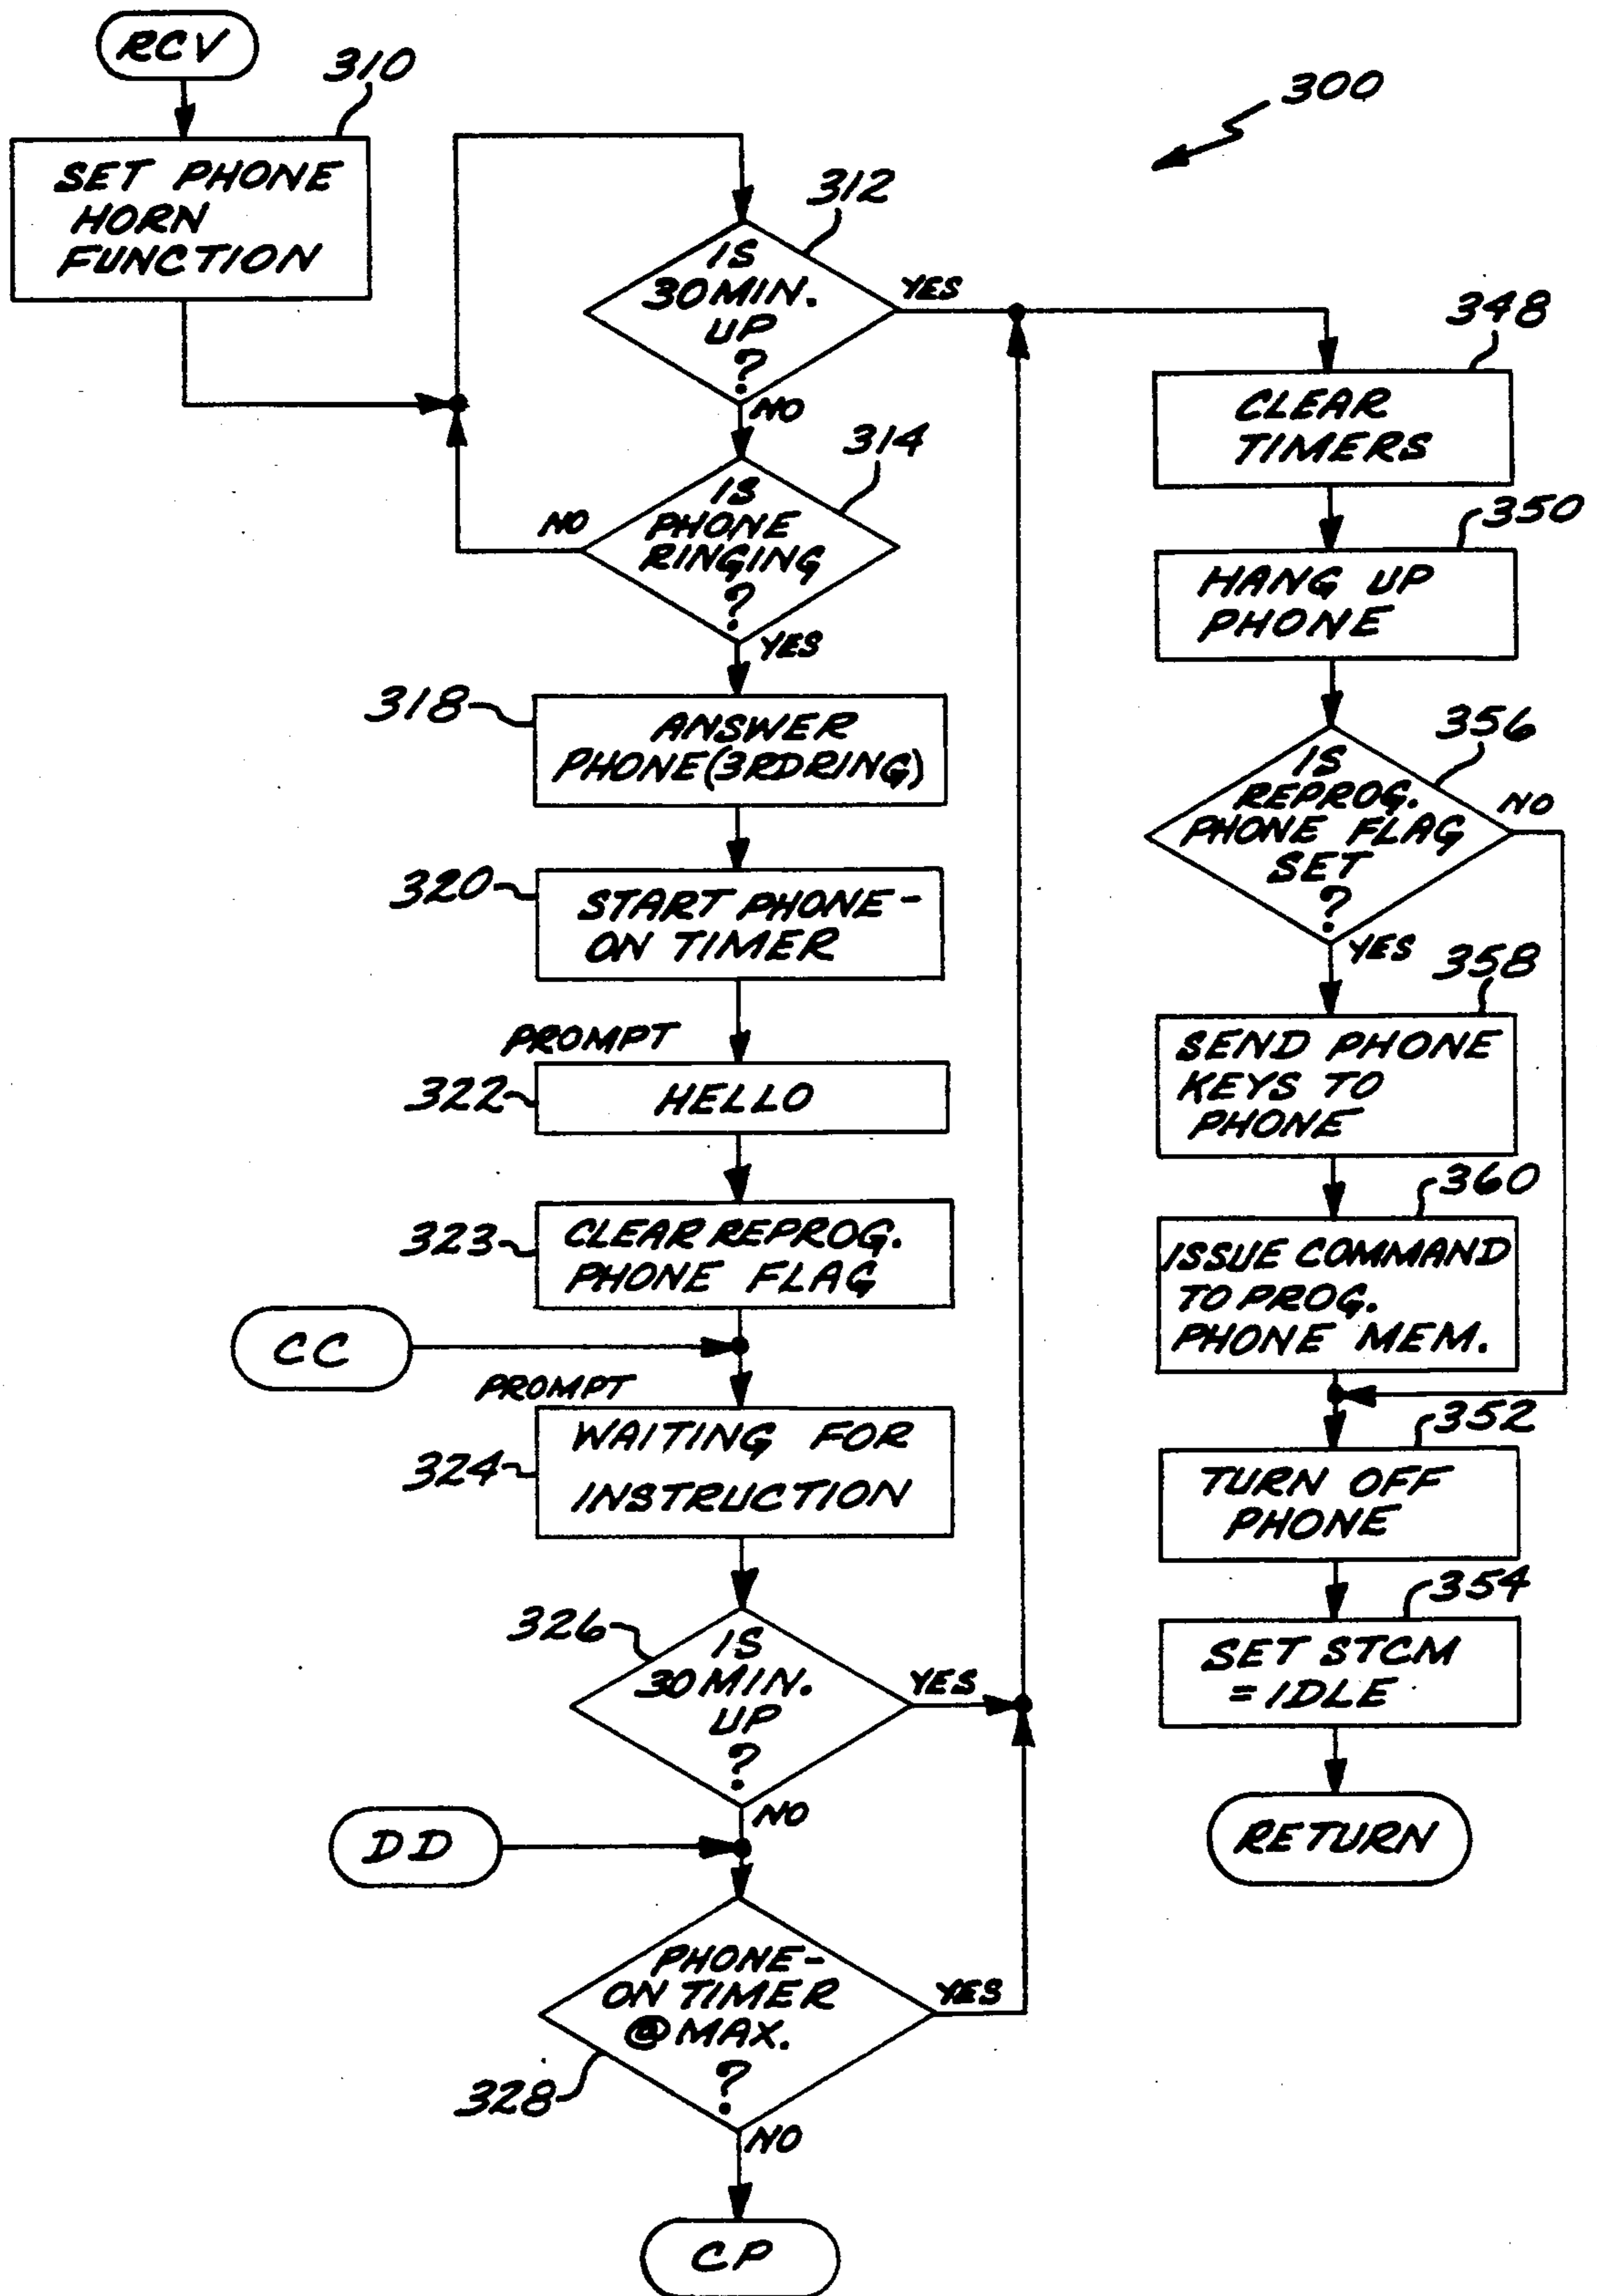 RCV
310
SET PHONE
HORN
FUNCTION
300
312
IS
30 MIN.
UP
?
YES
NO
314
IS
PHONE
RINGING
?
NO
YES
318
ANSWER
PHONE (3RD RING)
320
START PHONE-
ON TIMER
PROMPT
322
HELLO
323
CLEAR REPROG.
PHONE FLAG
CC
PROMPT
324
WAITING FOR
INSTRUCTION
326
IS
30 MIN.
UP
?
YES
NO
DD
PHONE-
ON TIMER
@ MAX.
?
328
YES
NO
CP
348
CLEAR
TIMERS
350
HANG UP
PHONE
356
IS
REPROG.
PHONE FLAG
SET
?
NO
YES
358
SEND PHONE
KEYS TO
PHONE
360
ISSUE COMMAND
TO PROG.
PHONE MEM.
352
TURN OFF
PHONE
354
SET STCM
= IDLE
RETURN